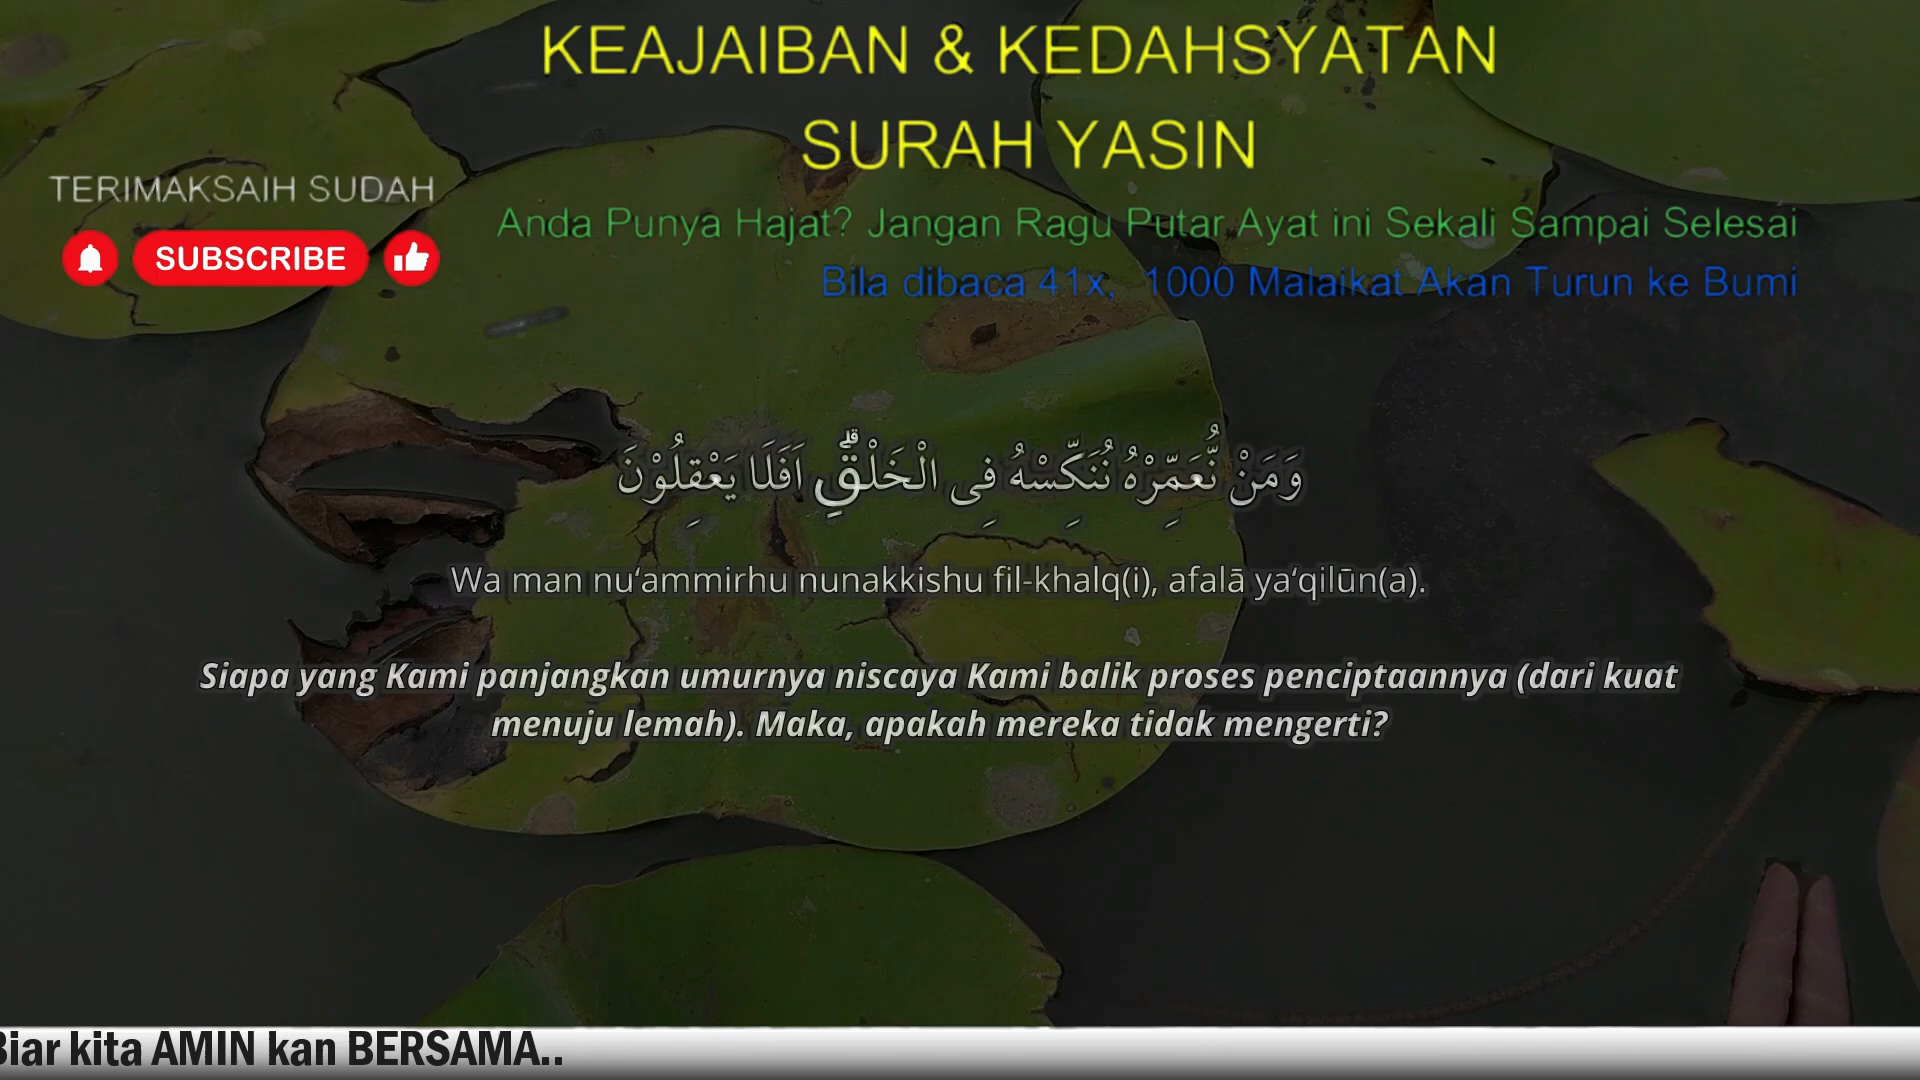 KEAJAIBAN & KEDAHSYATAN
SURAH YASIN
TERIMAKSAIH SUDAH
SUBSCRIBE
Anda Punya Hajat? Jangan Ragu Putar Ayat ini Sekali Sampai Selesai
Bila dibaca 41x, 1000 Malaikat Akan Turun ke Bumi
وَمَنْ نُّعَمِّرْهُ نُنَكِّسْهُ فِى الْخَلْقِۗ اَفَلَا يَعْقِلُوْنَ
Wa man nu‘ammirhu nunakkishu fil-khalq(i), afalā ya‘qilūn(a).
Siapa yang Kami panjangkan umurnya niscaya Kami balik proses penciptaannya (dari kuat
menuju lemah). Maka, apakah mereka tidak mengerti?
Biar kita AMIN kan BERSAMA..